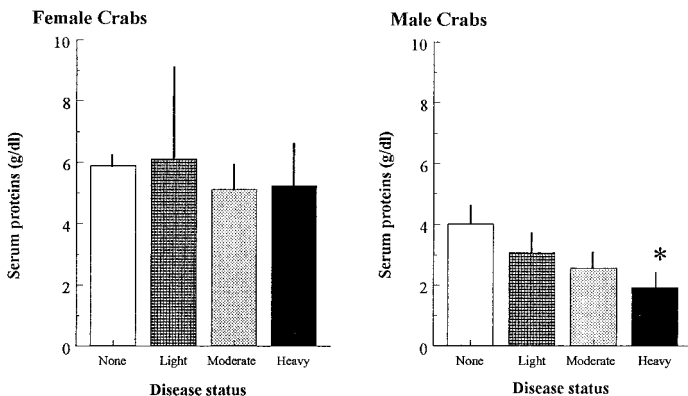 Female Crabs
10
8
6
4
2
0
Serum proteins (g/dl)
None Light Moderate Heavy
Disease status
Male Crabs
10
8
6
4
2
0
Serum proteins (g/dl)
*
None Light Moderate Heavy
Disease status